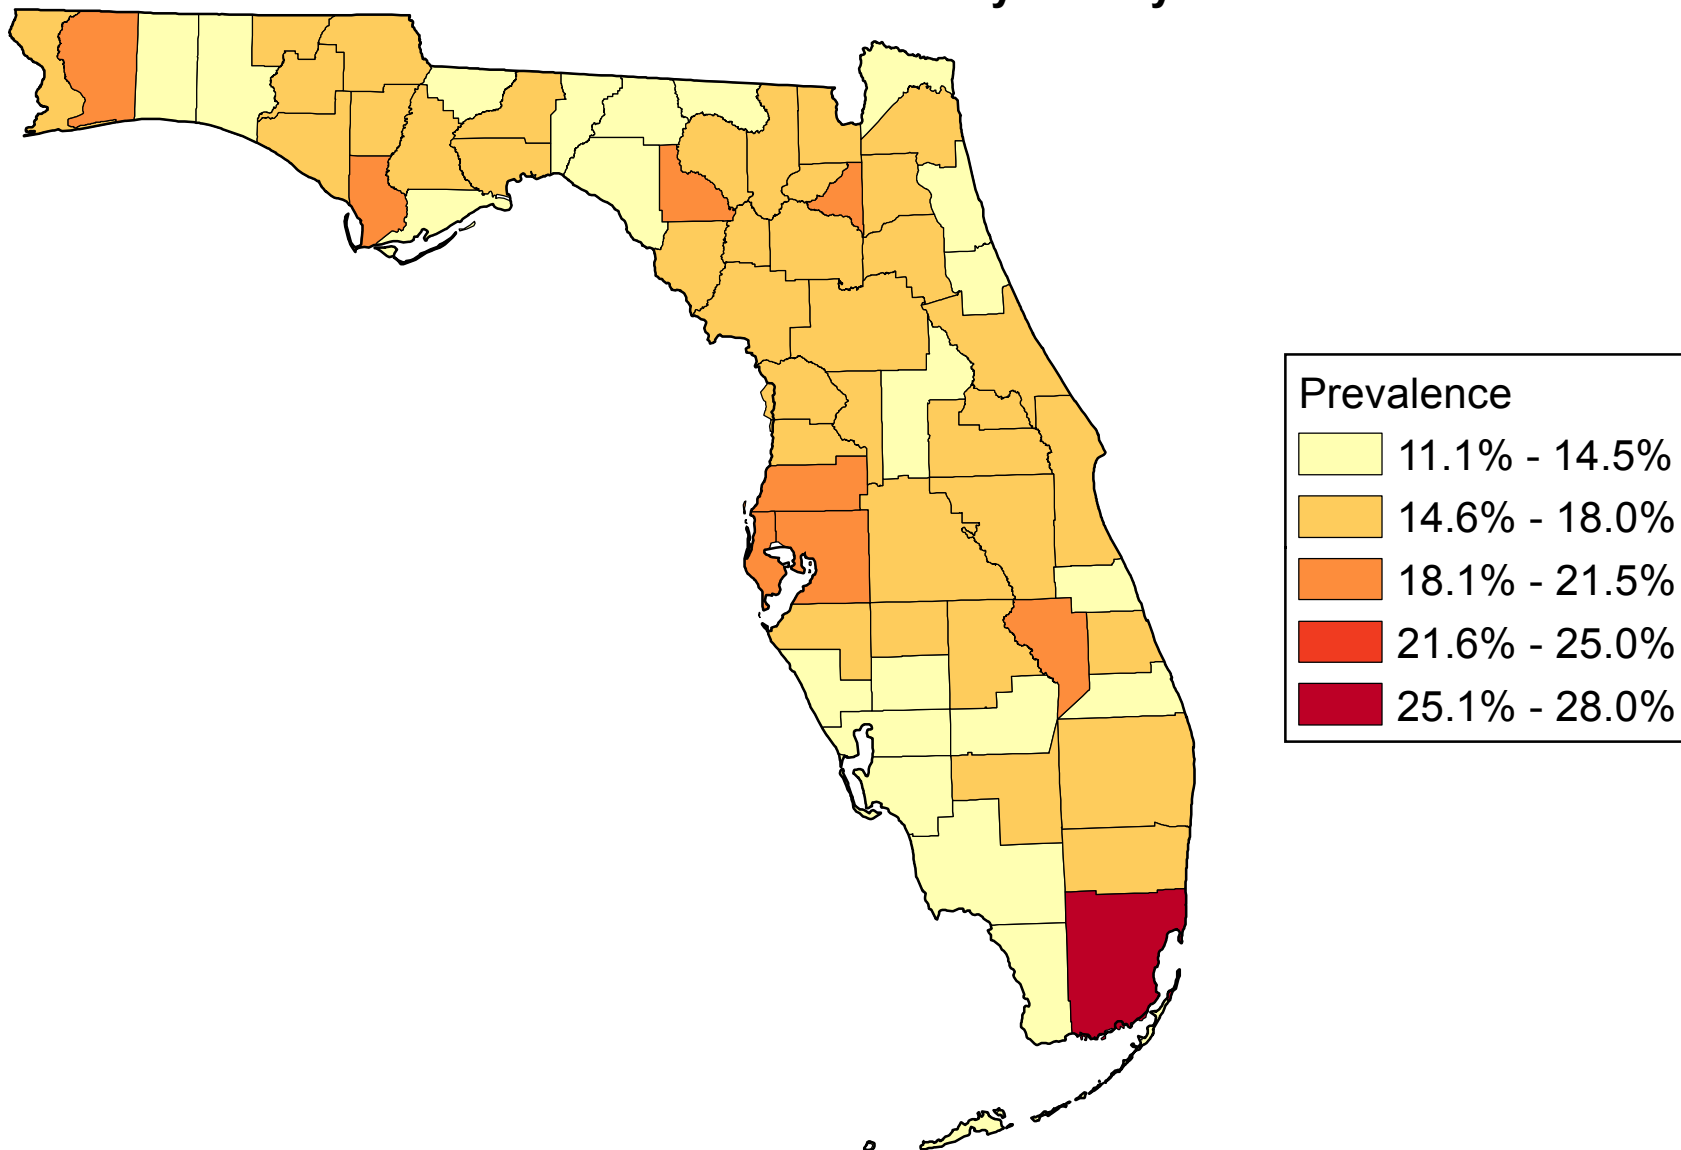 Prevalence
11.1% - 14.5%
14.6% - 18.0%
18.1% - 21.5%
21.6% - 25.0%
25.1% - 28.0%